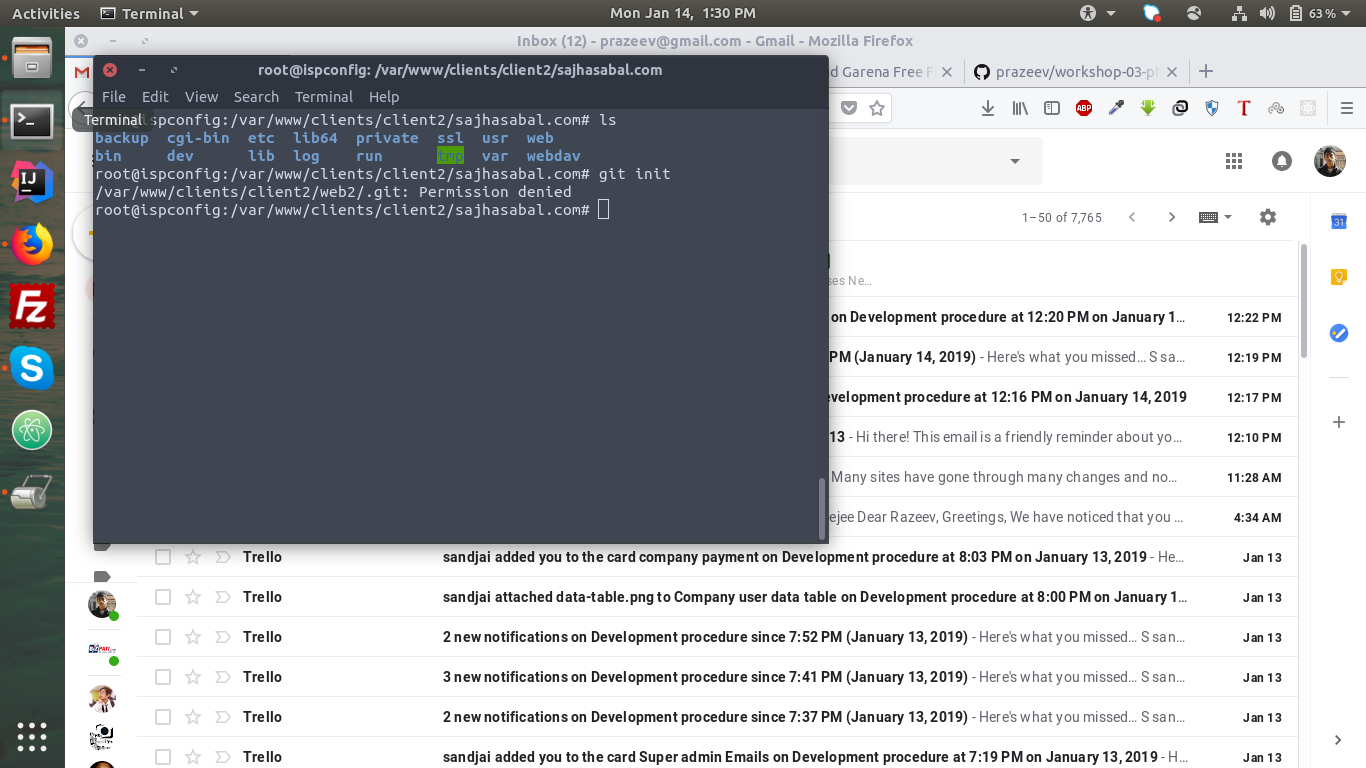 Activities Terminal Mon Jan 14, 1:30 PM 63 %
Inbox (12) - prazeev@gmail.com - Gmail - Mozilla Firefox
root@ispconfig: /var/www/clients/client2/sajhasabal.com
d Garena Free F
prazeev/workshop-03-p
File Edit View Search Terminal Help
Terminal
ABP
spconfig:/var/www/clients/client2/sajhasabal.com# ls
backup cgi-bin etc lib64 private ssl usr web
bin dev lib log run tmp var webdav
root@ispconfig:/var/www/clients/client2/sajhasabal.com# git init
/var/www/clients/client2/web2/.git: Permission denied
root@ispconfig:/var/www/clients/client2/sajhasabal.com#
1–50 of 7,765
31
ses Ne…
on Development procedure at 12:20 PM on January 1… 12:22 PM
PM (January 14, 2019) - Here's what you missed... S sa… 12:19 PM
evelopment procedure at 12:16 PM on January 14, 2019 12:17 PM
13 - Hi there! This email is a friendly reminder about yo… 12:10 PM
Many sites have gone through many changes and no… 11:28 AM
ejee Dear Razeev, Greetings, We have noticed that you … 4:34 AM
Trello sandjai added you to the card company payment on Development procedure at 8:03 PM on January 13, 2019 - He… Jan 13
Trello sandjai attached data-table.png to Company user data table on Development procedure at 8:00 PM on January 1… Jan 13
Trello 2 new notifications on Development procedure since 7:52 PM (January 13, 2019) - Here's what you missed... S san… Jan 13
Trello 3 new notifications on Development procedure since 7:41 PM (January 13, 2019) - Here's what you missed... S san… Jan 13
Trello 2 new notifications on Development procedure since 7:37 PM (January 13, 2019) - Here's what you missed... S san… Jan 13
Trello sandjai added you to the card Super admin Emails on Development procedure at 7:19 PM on January 13, 2019 - H… Jan 13